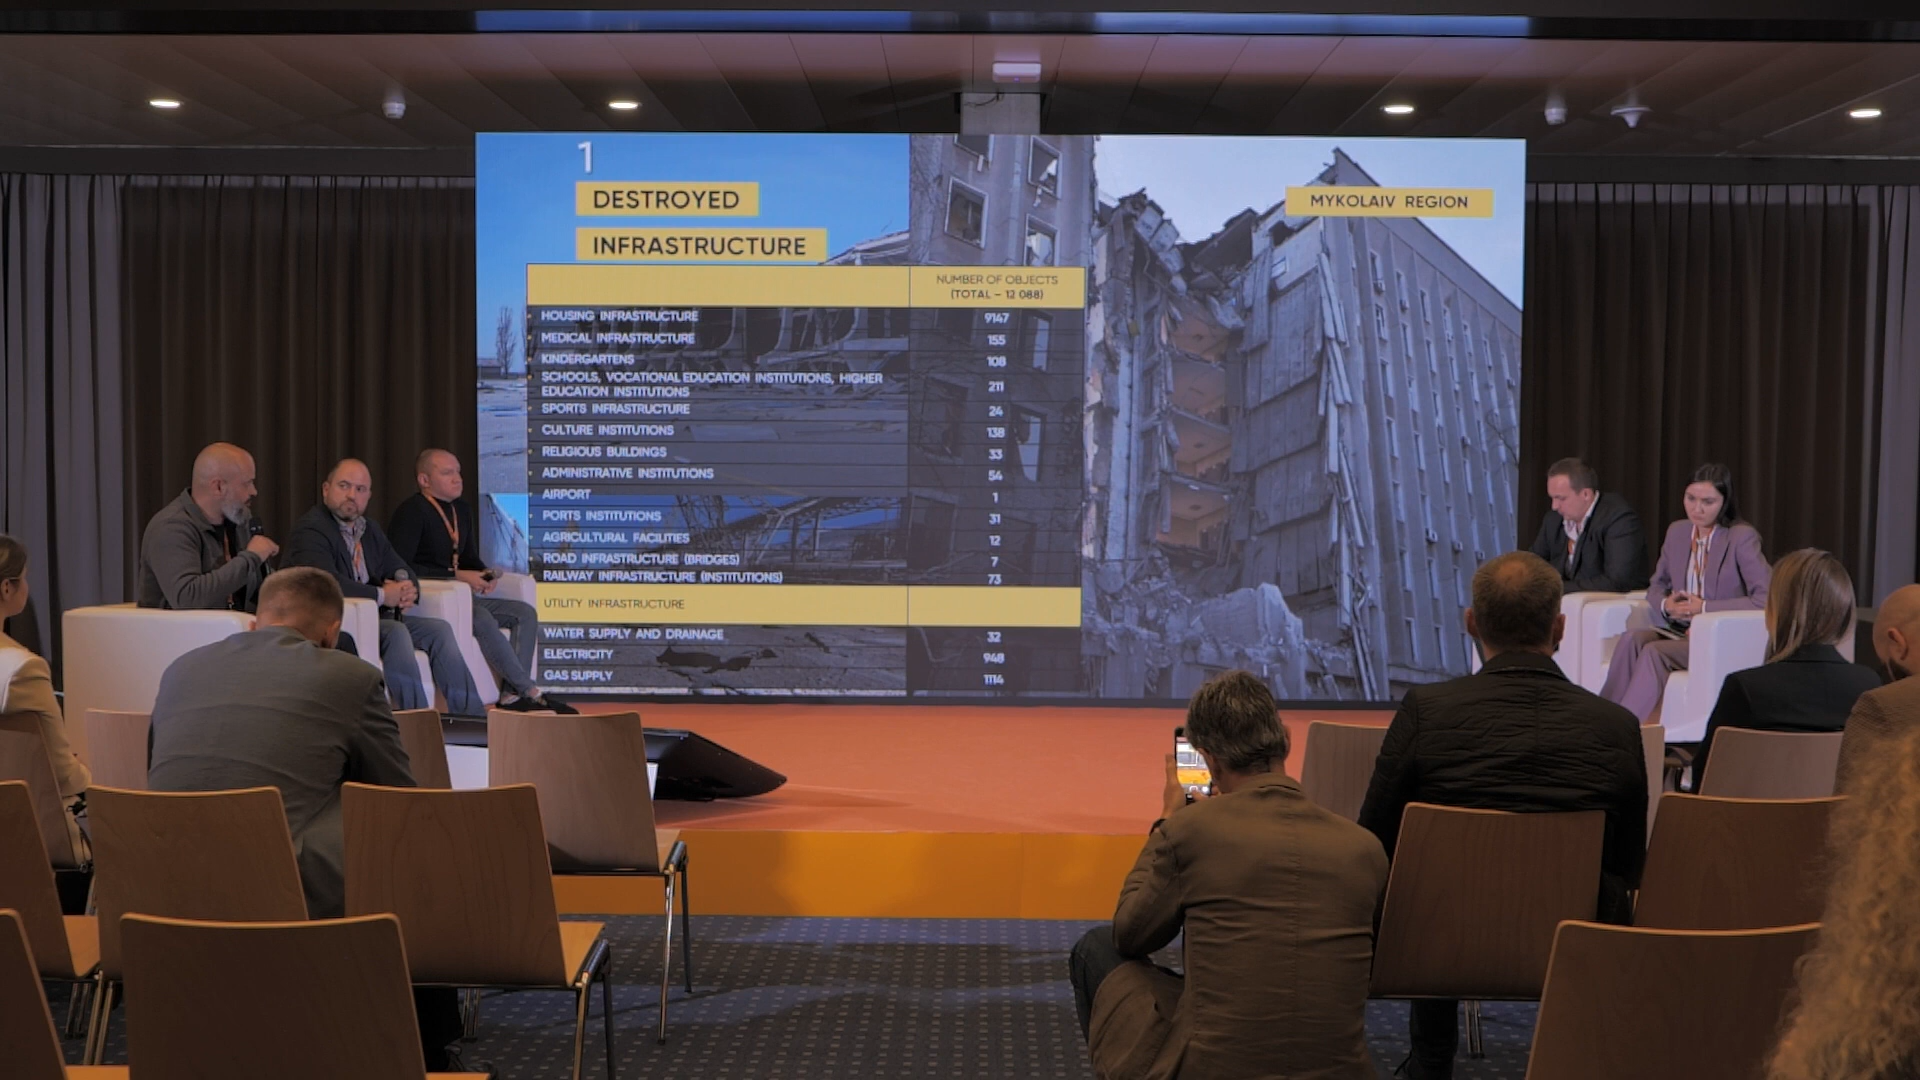 1
DESTROYED
INFRASTRUCTURE
MYKOLAIV REGION
NUMBER OF OBJECTS
(TOTAL – 12 088)
HOUSING INFRASTRUCTURE 9147
MEDICAL INFRASTRUCTURE 155
KINDERGARTENS 108
SCHOOLS, VOCATIONAL EDUCATION INSTITUTIONS, HIGHER
EDUCATION INSTITUTIONS 211
SPORTS INFRASTRUCTURE 24
CULTURE INSTITUTIONS 138
RELIGIOUS BUILDINGS 33
ADMINISTRATIVE INSTITUTIONS 54
AIRPORT 1
PORTS INSTITUTIONS 31
AGRICULTURAL FACILITIES 12
ROAD INFRASTRUCTURE (BRIDGES) 7
RAILWAY INFRASTRUCTURE (INSTITUTIONS) 73
UTILITY INFRASTRUCTURE
WATER SUPPLY AND DRAINAGE 32
ELECTRICITY 948
GAS SUPPLY 1114